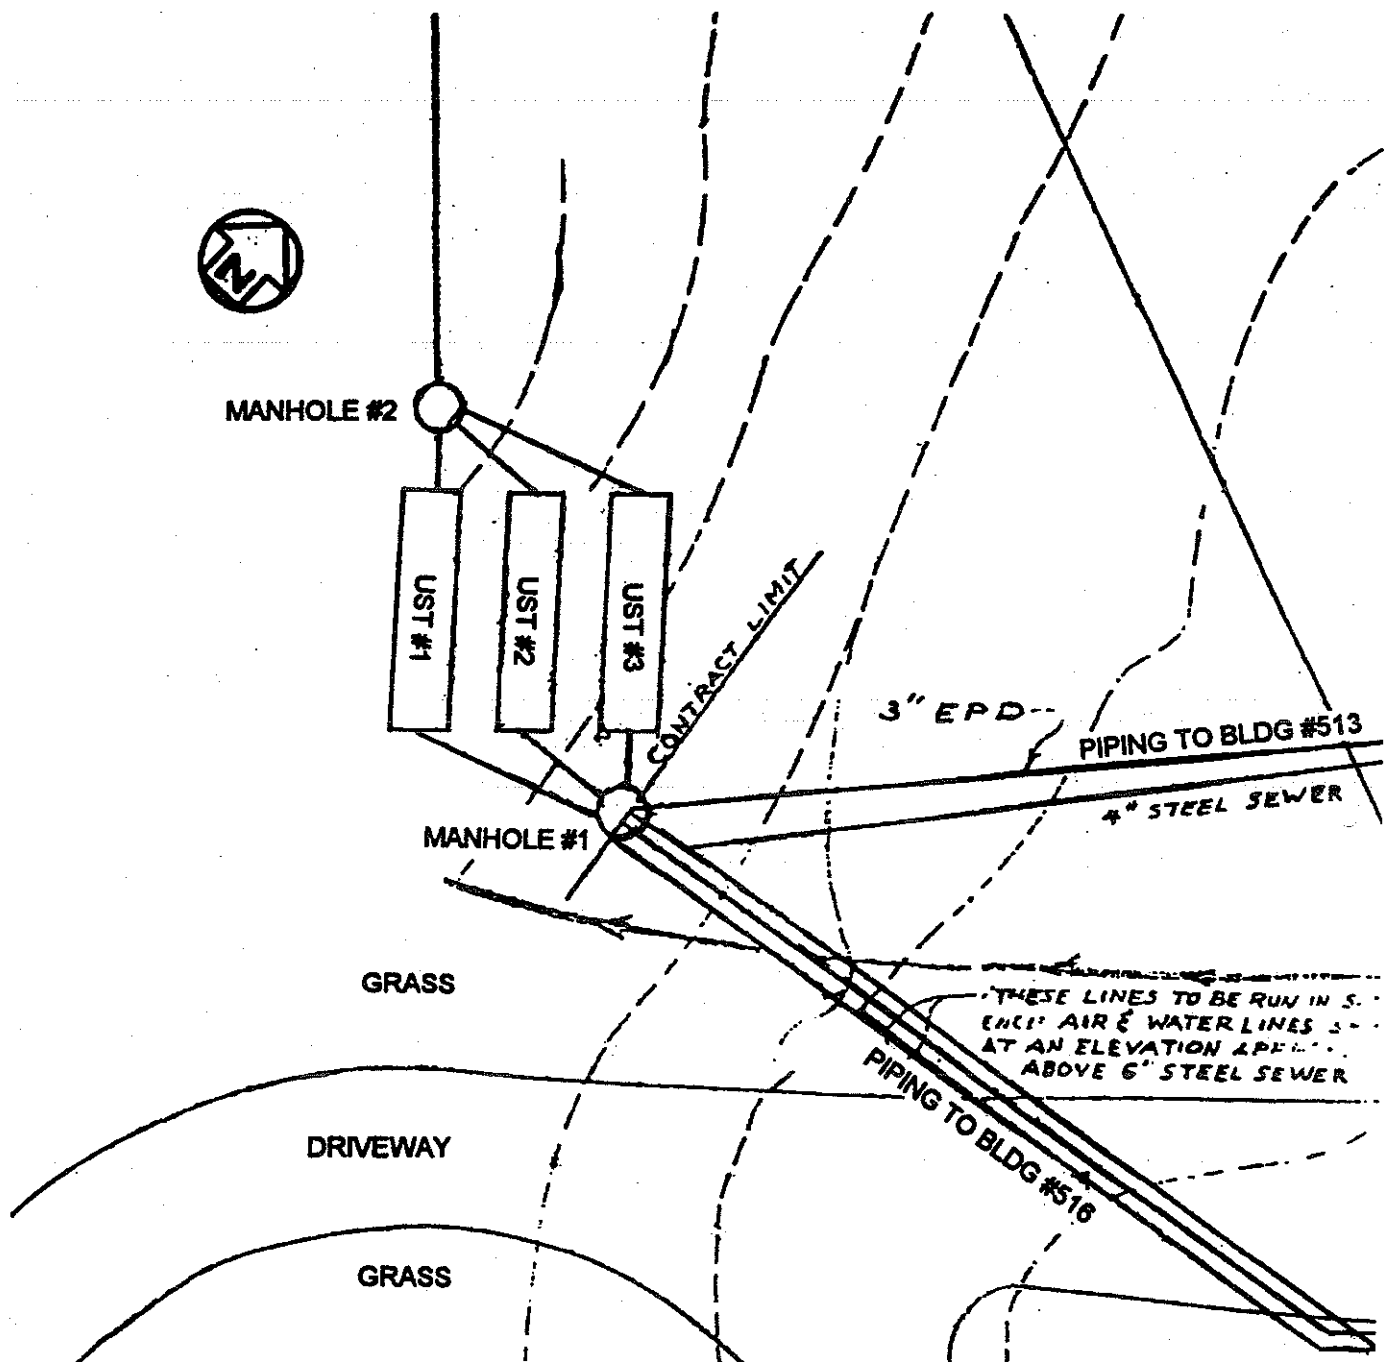 N
MANHOLE #2
UST #1
UST #2
UST #3
CONTRACT LIMIT
3" EPD--
PIPING TO BLDG #513
4" STEEL SEWER
MANHOLE #1
GRASS
THESE LINES TO BE RUN IN S.
AIR & WATER LINES
AT AN ELEVATION
ABOVE 6" STEEL SEWER
PIPING TO BLDG #516
DRIVEWAY
GRASS